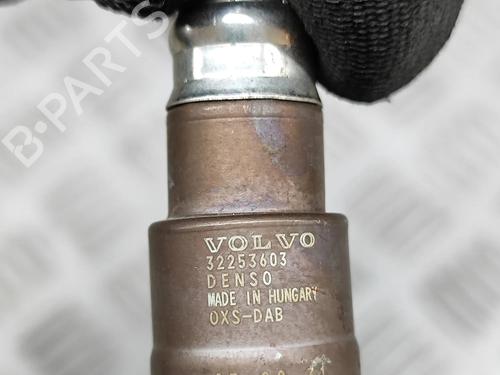 B-PARTS
VOLVO
32253603
DENSO
MADE IN HUNGARY
OXS-DAB